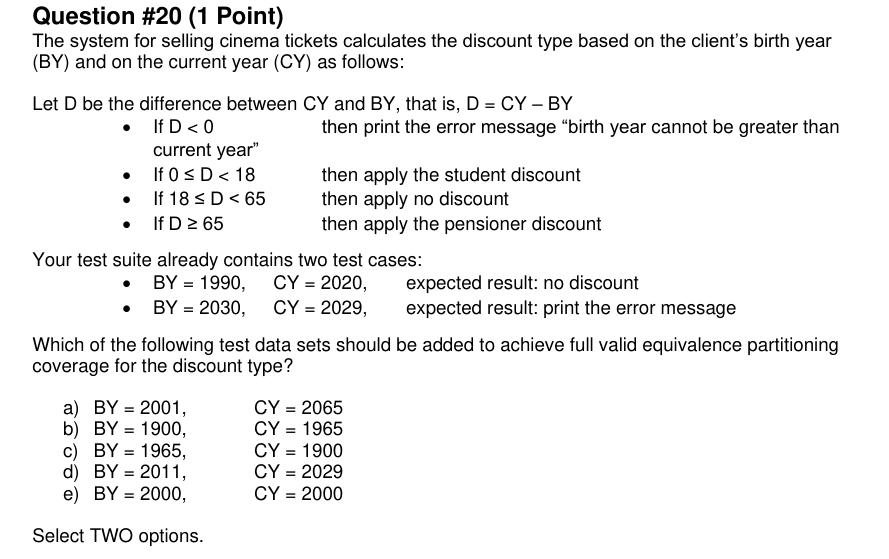 Question #20 (1 Point)
The system for selling cinema tickets calculates the discount type based on the client’s birth year
(BY) and on the current year (CY) as follows:
Let D be the difference between CY and BY, that is, D = CY – BY
• If D < 0 then print the error message “birth year cannot be greater than
current year”
• If 0 ≤ D < 18 then apply the student discount
• If 18 ≤ D < 65 then apply no discount
• If D ≥ 65 then apply the pensioner discount
Your test suite already contains two test cases:
• BY = 1990, CY = 2020, expected result: no discount
• BY = 2030, CY = 2029, expected result: print the error message
Which of the following test data sets should be added to achieve full valid equivalence partitioning
coverage for the discount type?
a) BY = 2001, CY = 2065
b) BY = 1900, CY = 1965
c) BY = 1965, CY = 1900
d) BY = 2011, CY = 2029
e) BY = 2000, CY = 2000
Select TWO options.